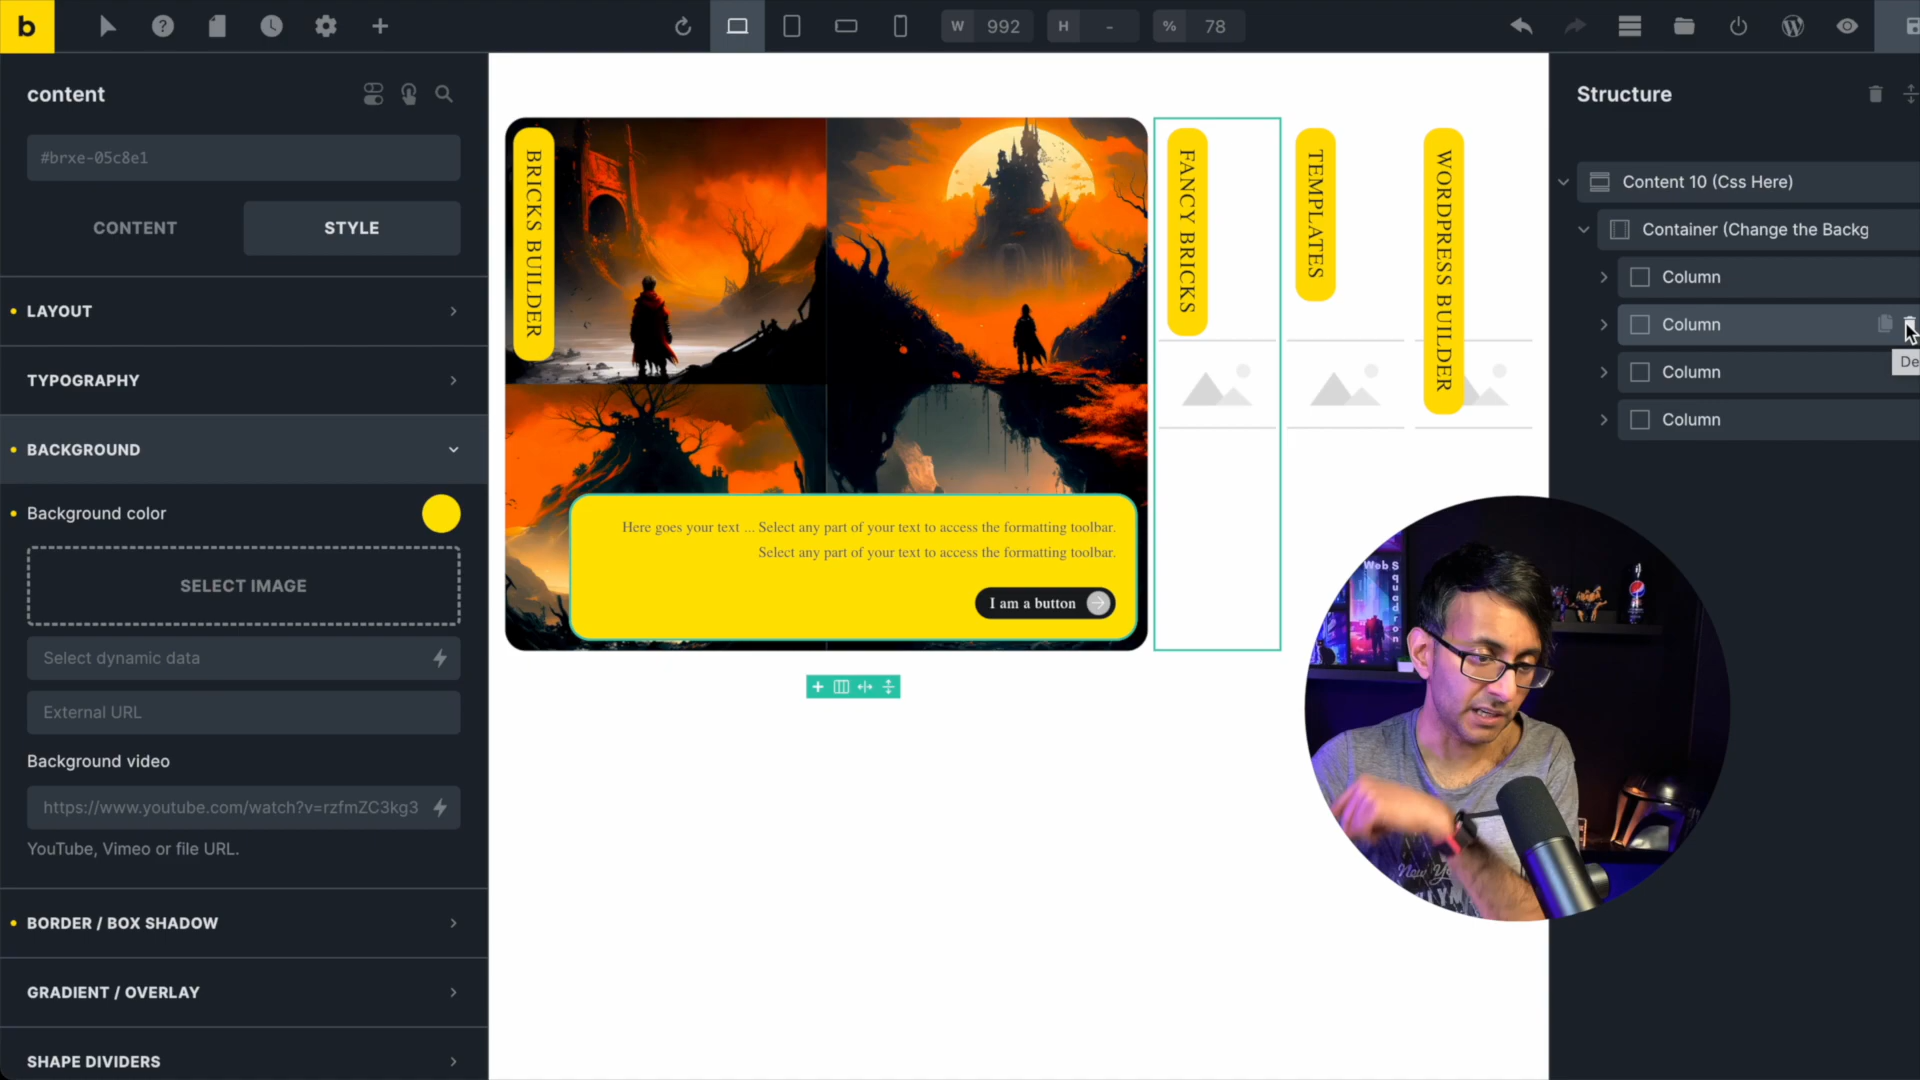 b
W 992 H - % 78
content
#brxe-05c8e1
CONTENT STYLE
LAYOUT
TYPOGRAPHY
BACKGROUND
Background color
SELECT IMAGE
Select dynamic data
External URL
Background video
https://www.youtube.com/watch?v=rzfmZC3kg3
YouTube, Vimeo or file URL.
BORDER / BOX SHADOW
GRADIENT / OVERLAY
SHAPE DIVIDERS
BRICKS BUILDER
FANCY BRICKS
TEMPLATES
WORDPRESS BUILDER
Here goes your text ... Select any part of your text to access the formatting toolbar.
Select any part of your text to access the formatting toolbar.
I am a button
Structure
Content 10 (Css Here)
Container (Change the Backg
Column
Column
De
Column
Column
Web S
quadron